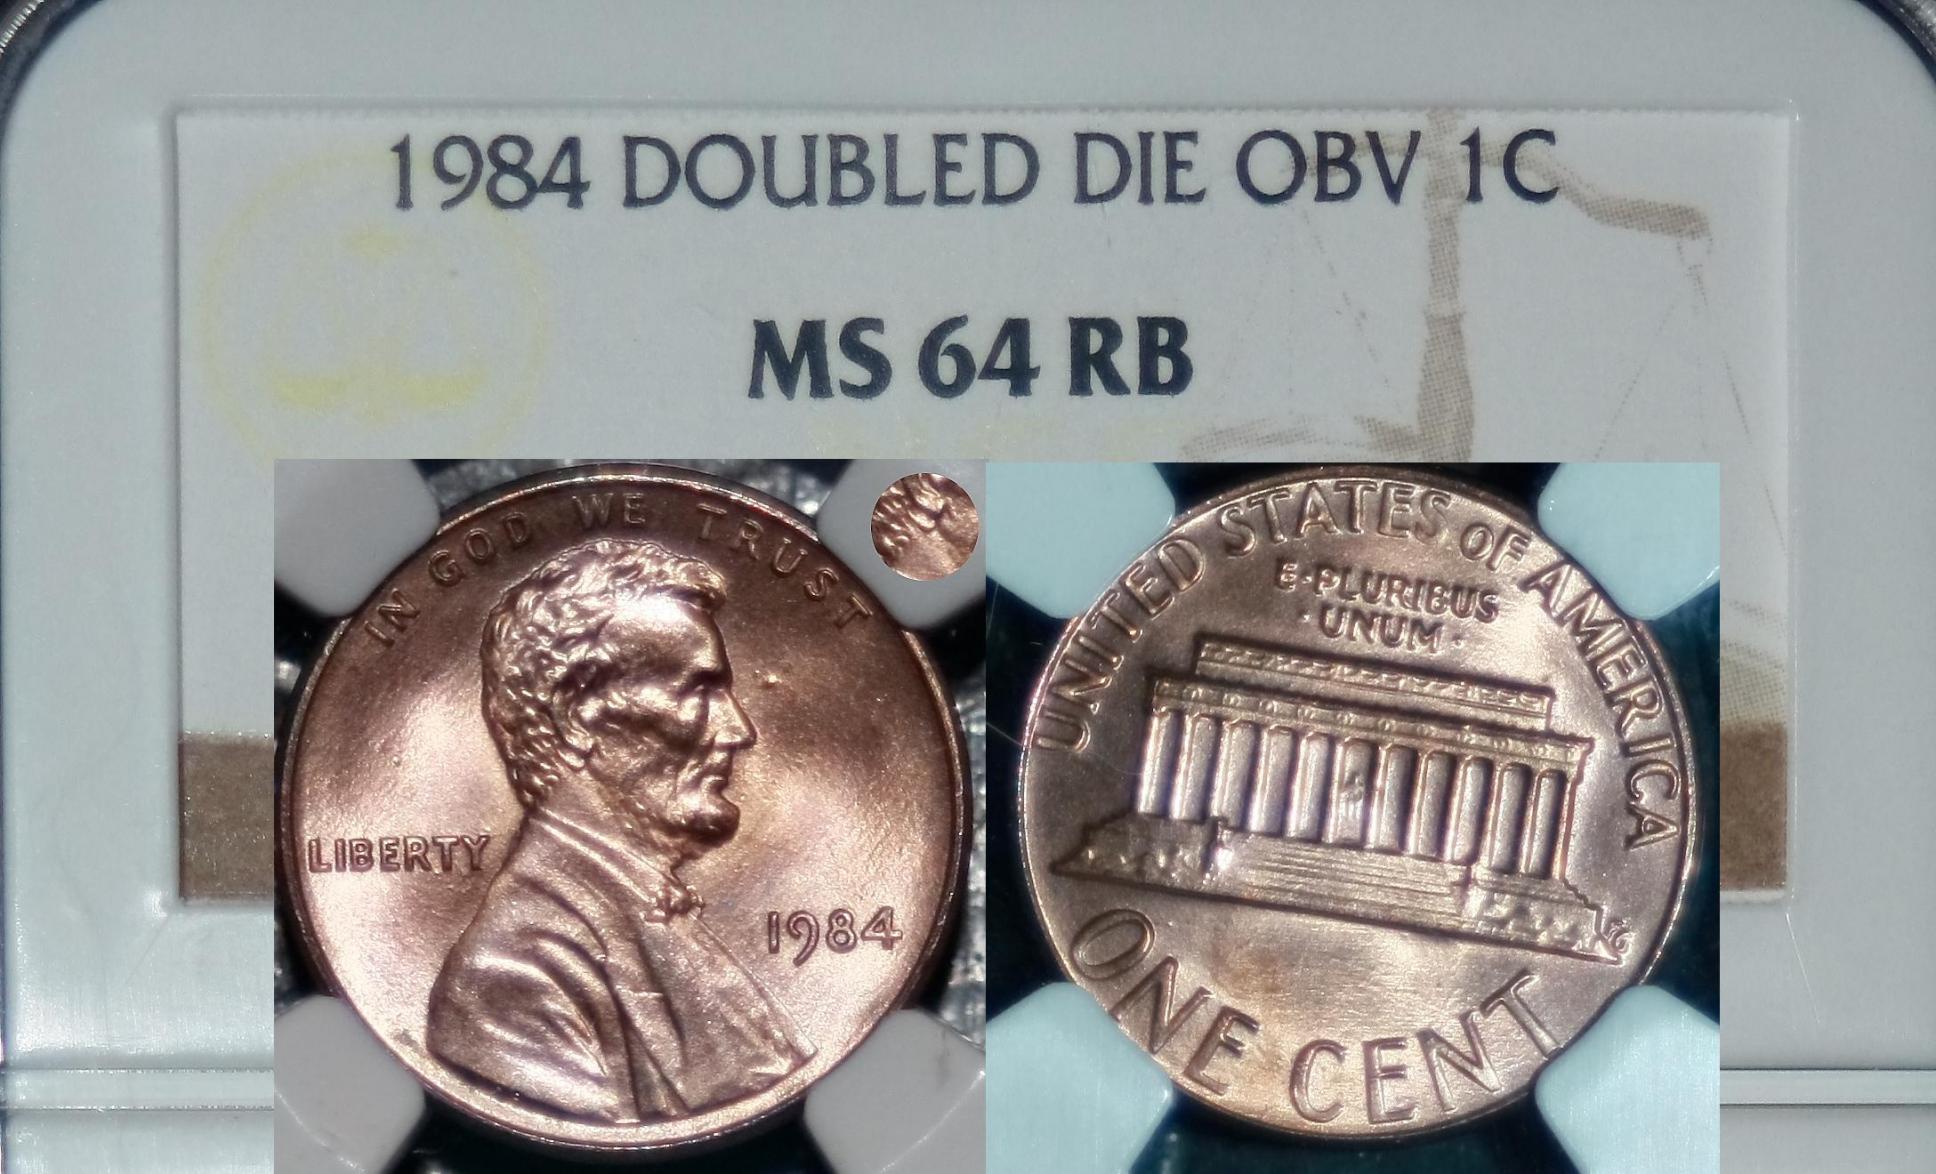 1984 DOUBLED DIE OBV 1C
MS 64 RB
IN GOD WE TRUST
LIBERTY
1984
UNITED STATES OF AMERICA
E·PLURIBUS
·UNUM·
ONE CENT